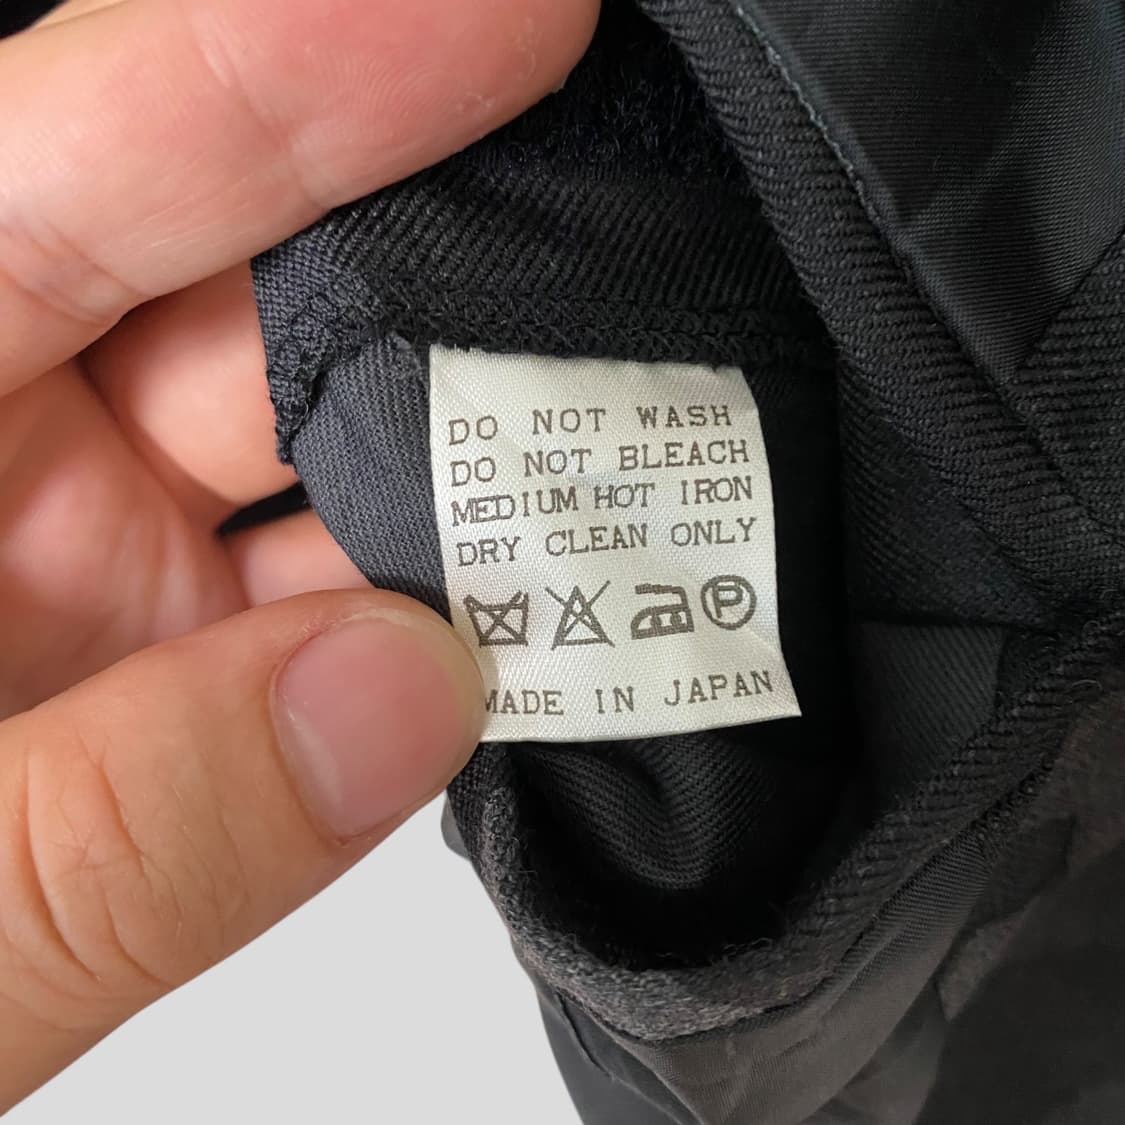 DO NOT WASH
DO NOT BLEACH
MEDIUM HOT IRON
DRY CLEAN ONLY
P
MADE IN JAPAN